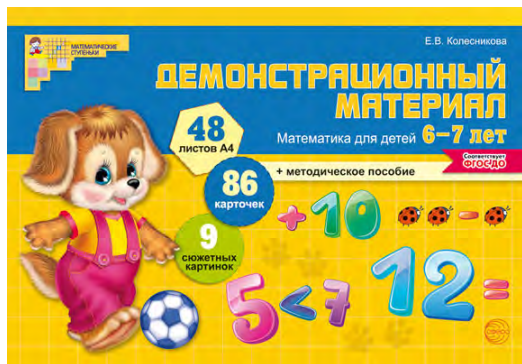 МАТЕМАТИЧЕСКИЕ
СТУПЕНЬКИ
Е.В. Колесникова
ДЕМОНСТРАЦИОННЫЙ
МАТЕРИАЛ
Математика для детей 6–7 лет
Соответствует
ФГОС ДО
+ методическое пособие
48
листов А4
86
карточек
9
сюжетных
картинок
+ 10
-
5<7
12=